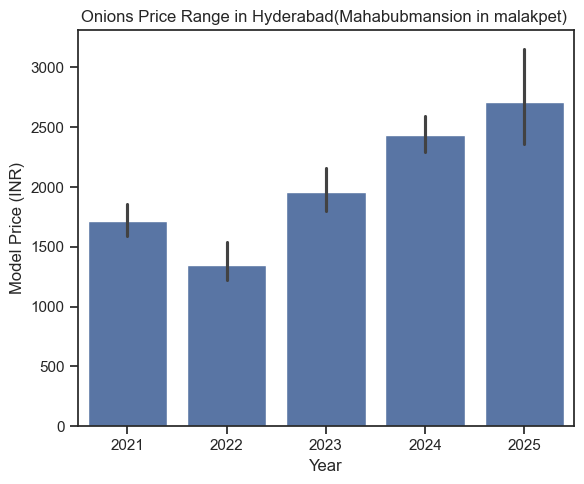 Onions Price Range in Hyderabad(Mahabubmansion in malakpet)
Model Price (INR)
3000
2500
2000
1500
1000
500
0
2021 2022 2023 2024 2025
Year